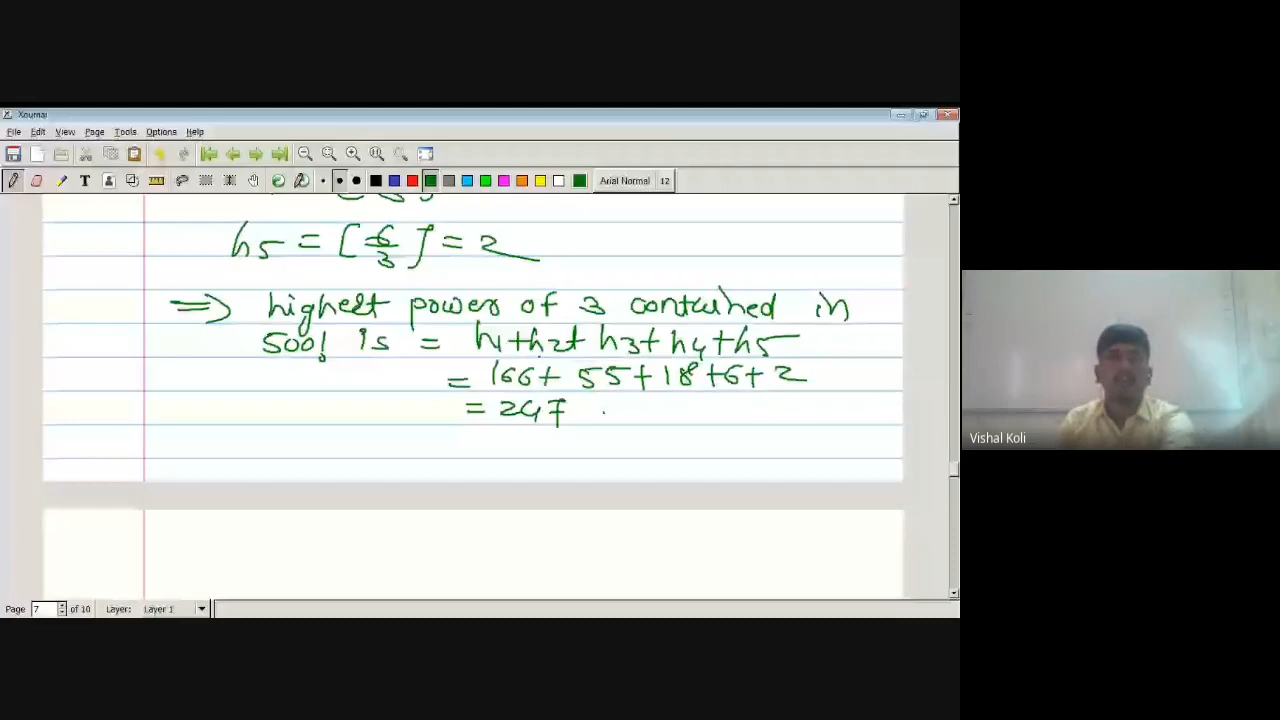 Xournal
File Edit View Page Tools Options Help
Arial Normal 12
h5 = [6/3] = 2
⇒ highest power of 3 contained in
500! is = h1+h2+h3+h4+h5
= 166+55+18+6+2
= 247
Vishal Koli
Page 7 of 10 Layer: Layer 1